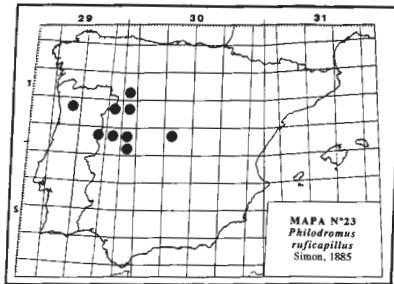 29 30 31
T
S
MAPA N°23
Philodromus
ruficapillus
Simon, 1885